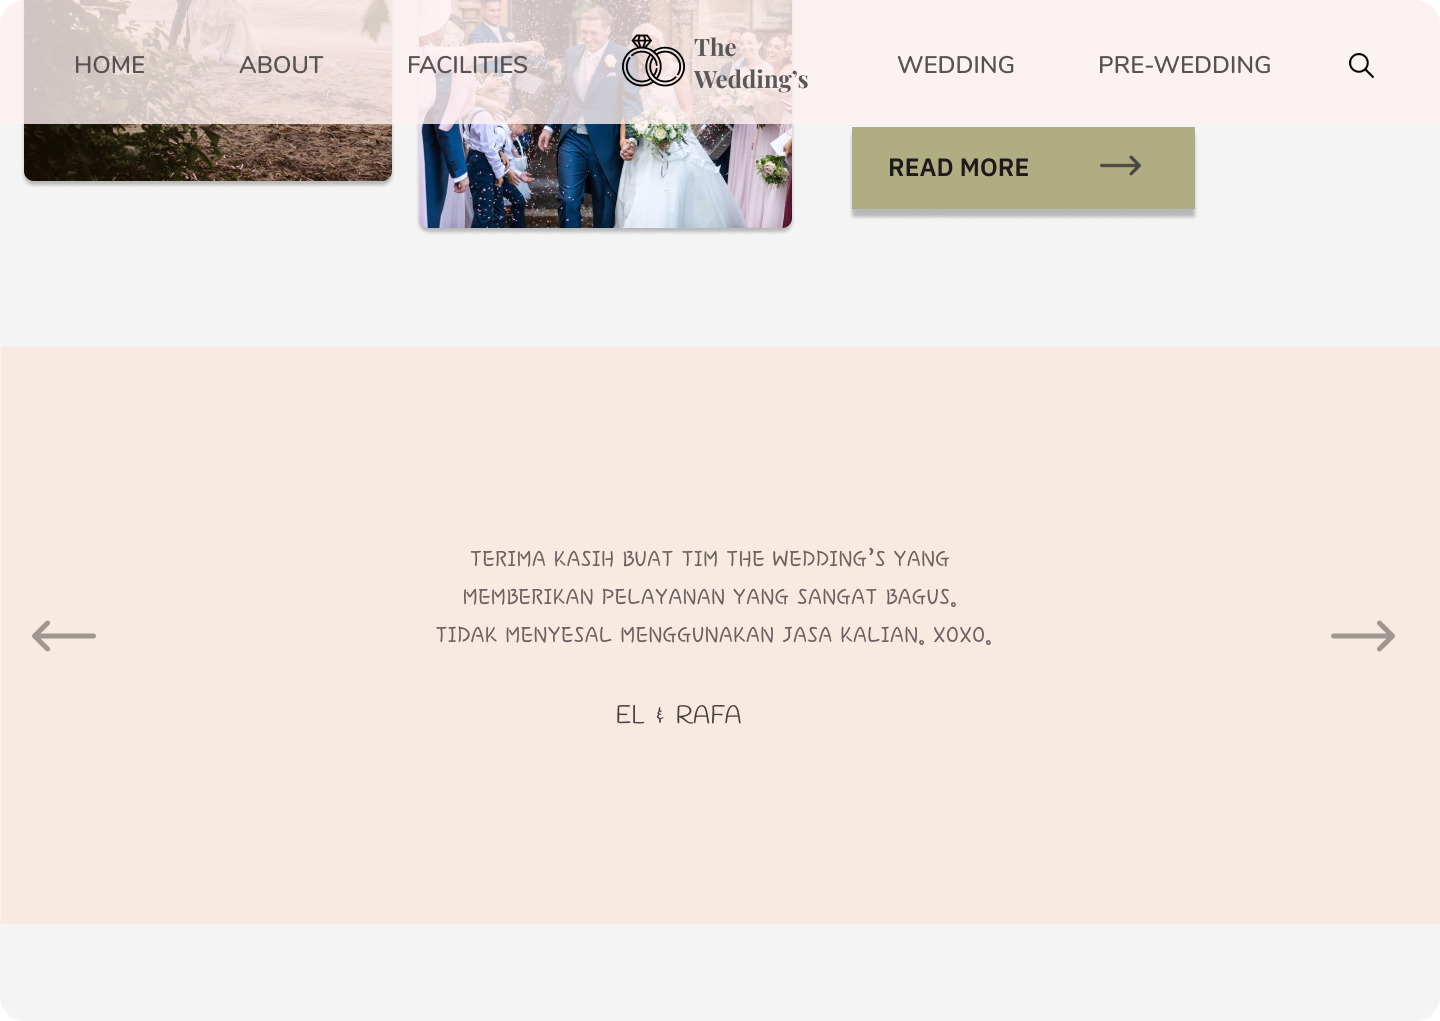 HOME
ABOUT
FACILITIES
The
Wedding's
WEDDING
PRE-WEDDING
READ MORE
TERIMA KASIH BUAT TIM THE WEDDING'S YANG
MEMBERIKAN PELAYANAN YANG SANGAT BAGUS.
TIDAK MENYESAL MENGGUNAKAN JASA KALIAN. XOXO.
EL & RAFA